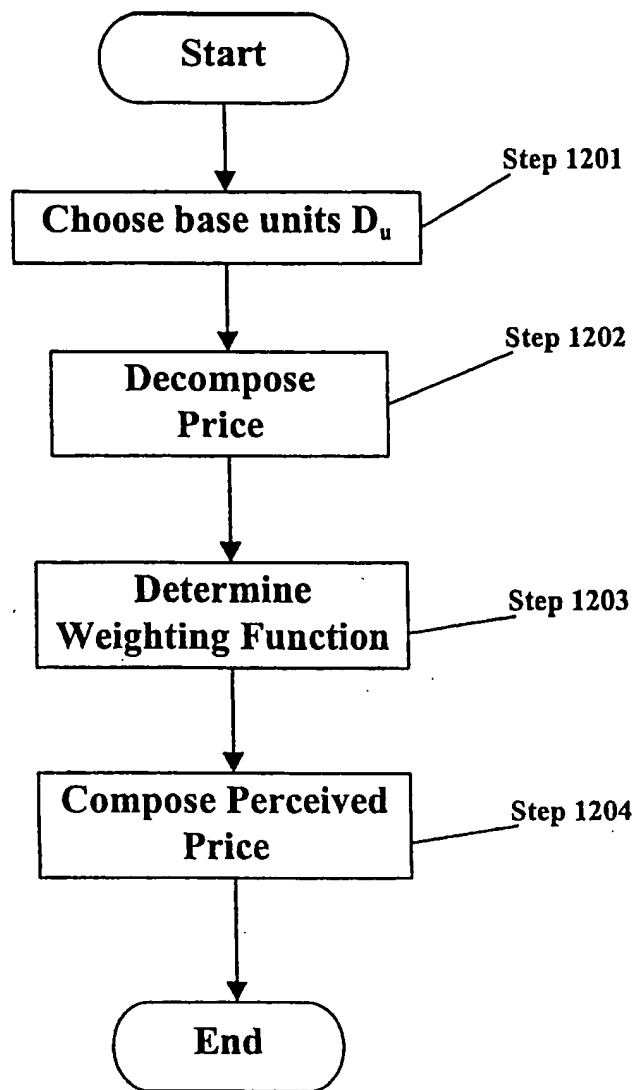 Start
Step 1201
Choose base units D_u
Step 1202
Decompose
Price
Determine
Weighting Function
Step 1203
Compose Perceived
Price
Step 1204
End